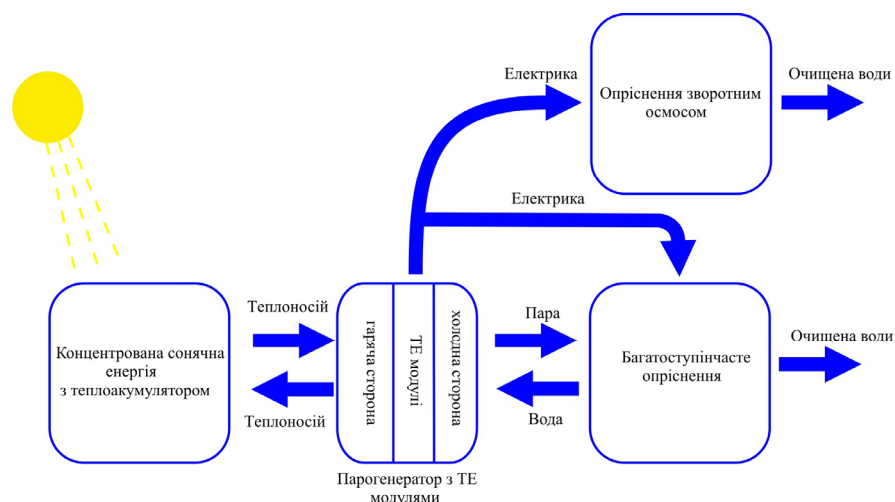 Електрика
Опріснення зворотним
осмосом
Очищена води
Електрика
Концентрована сонячна
енергія
з теплоакумулятором
Теплоносій
Теплоносій
гаряча сторона
ТЕ модулі
холодна сторона
Парогенератор з ТЕ
модулями
Пара
Вода
Багатоступінчасте
опріснення
Очищена води